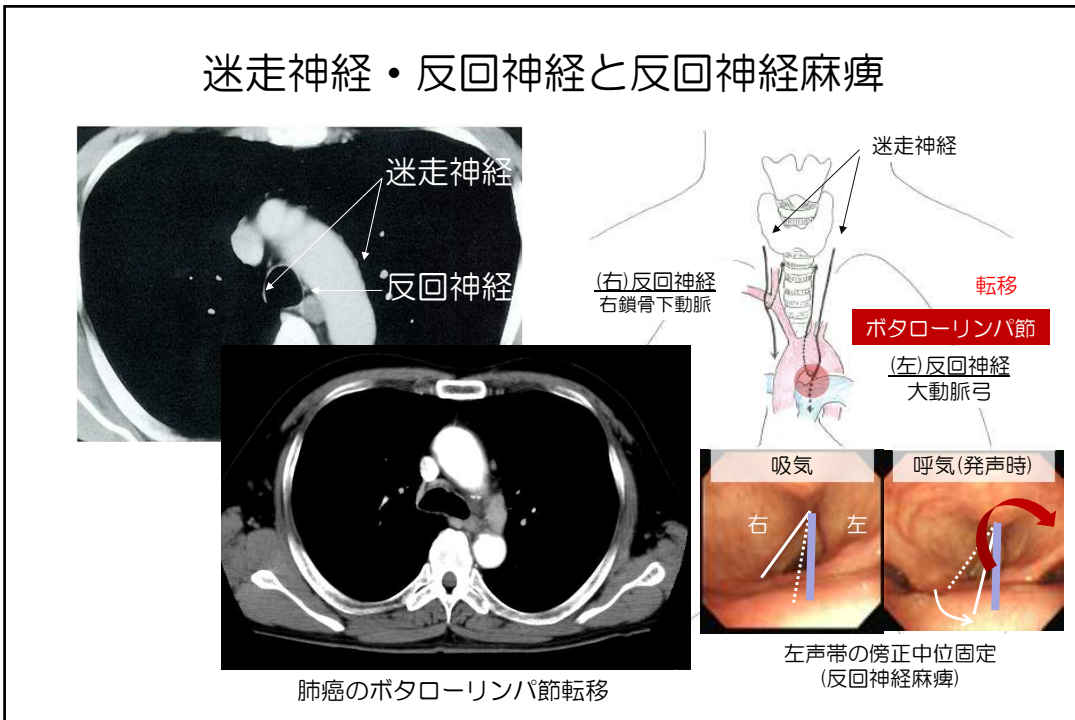 迷走神経・反回神経と反回神経麻痺
迷走神経
反回神経
迷走神経
(右)反回神経
右鎖骨下動脈
転移
ボタローリンパ節
(左)反回神経
大動脈弓
肺癌のボタローリンパ節転移
吸気
右
左
呼気(発声時)
左声帯の傍正中位固定
(反回神経麻痺)